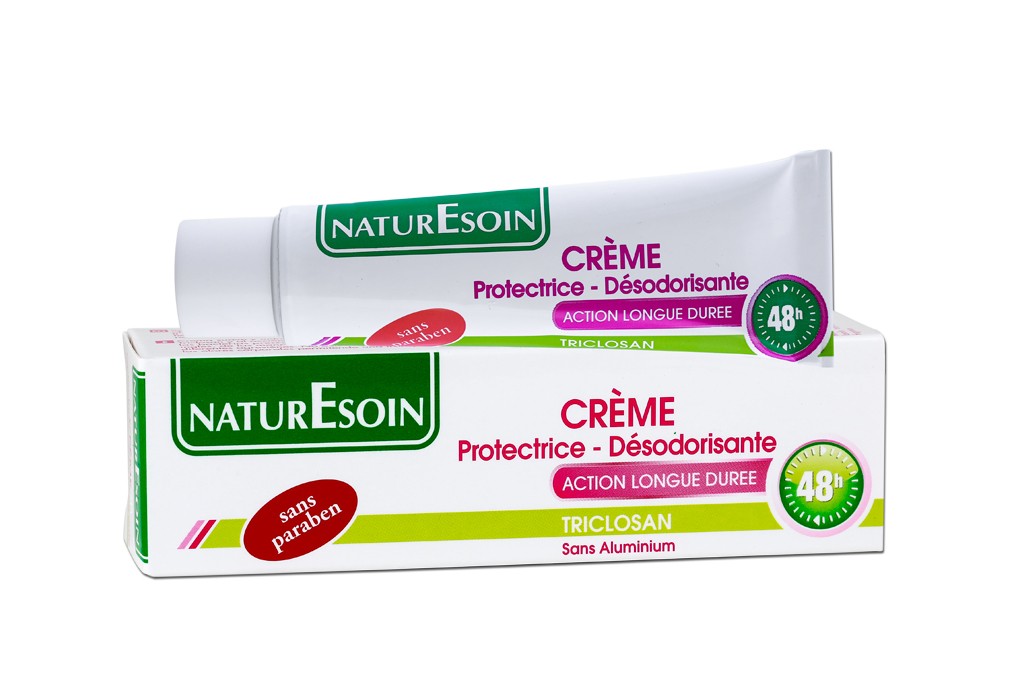 NATURESOIN
CRÈME
Protectrice - Désodorisante
ACTION LONGUE DUREE
48h
sans
paraben
TRICLOSAN
NATURESOIN
CRÈME
Protectrice - Désodorisante
ACTION LONGUE DUREE
48h
sans
paraben
TRICLOSAN
Sans Aluminium